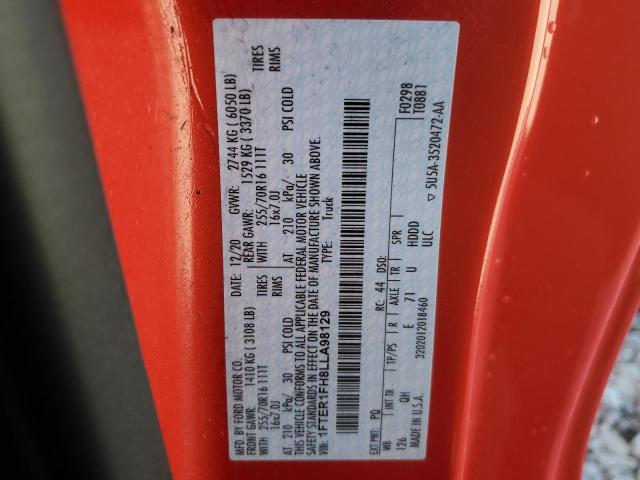 MFD. BY FORD MOTOR CO.
DATE: 12/20 GVWR: 2744 KG ( 6050 LB)
FRONT GAWR: 1410 KG ( 3108 LB) REAR GAWR: 1529 KG ( 3370 LB)
WITH 255/70R16 111T TIRES WITH 255/70R16 111T TIRES
16x7.0J RIMS 16x7.0J RIMS
AT 210 kPa/ 30 PSI COLD AT 210 kPa/ 30 PSI COLD
THIS VEHICLE CONFORMS TO ALL APPLICABLE FEDERAL MOTOR VEHICLE
SAFETY STANDARDS IN EFFECT ON THE DATE OF MANUFACTURE SHOWN ABOVE.
VIN: 1FTER1FH8LLA98129 Truck
F0298
T0881
EXT PNT: PQ RC: 44 DSO:
WB INT TR TP/PS R AXLE TR SPR
126 QH E 71 U HDDD
MADE IN U.S.A. 3202012018460 ULC
▽ 5U5A-3520472-AA